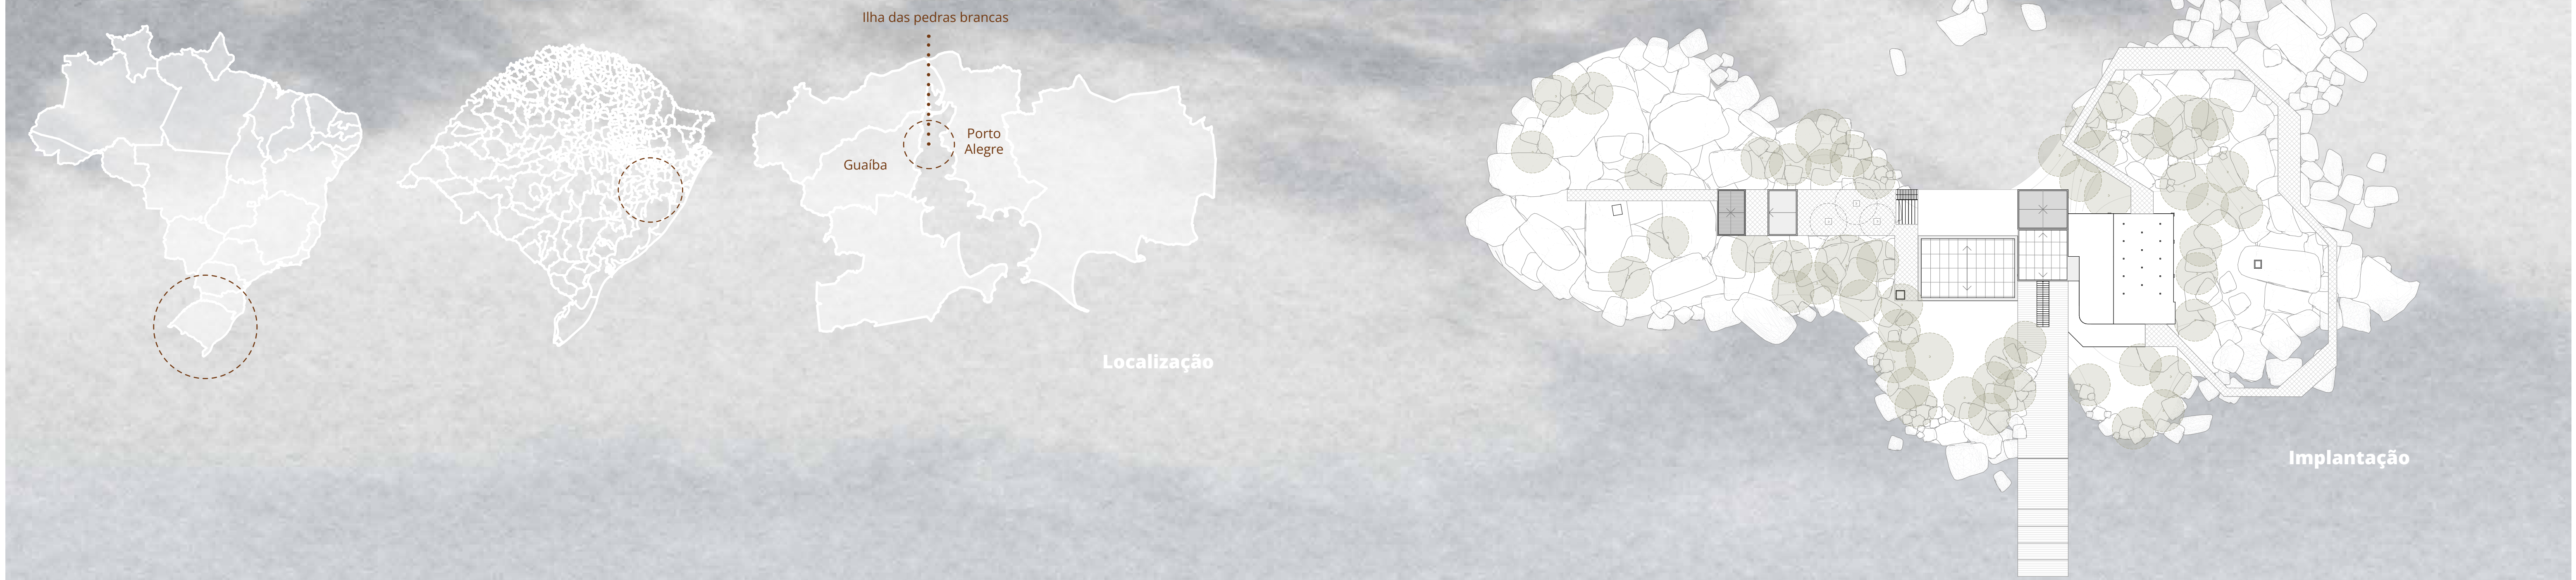 Ilha das pedras brancas
Porto
Alegre
Guaíba
Localização
Implantação